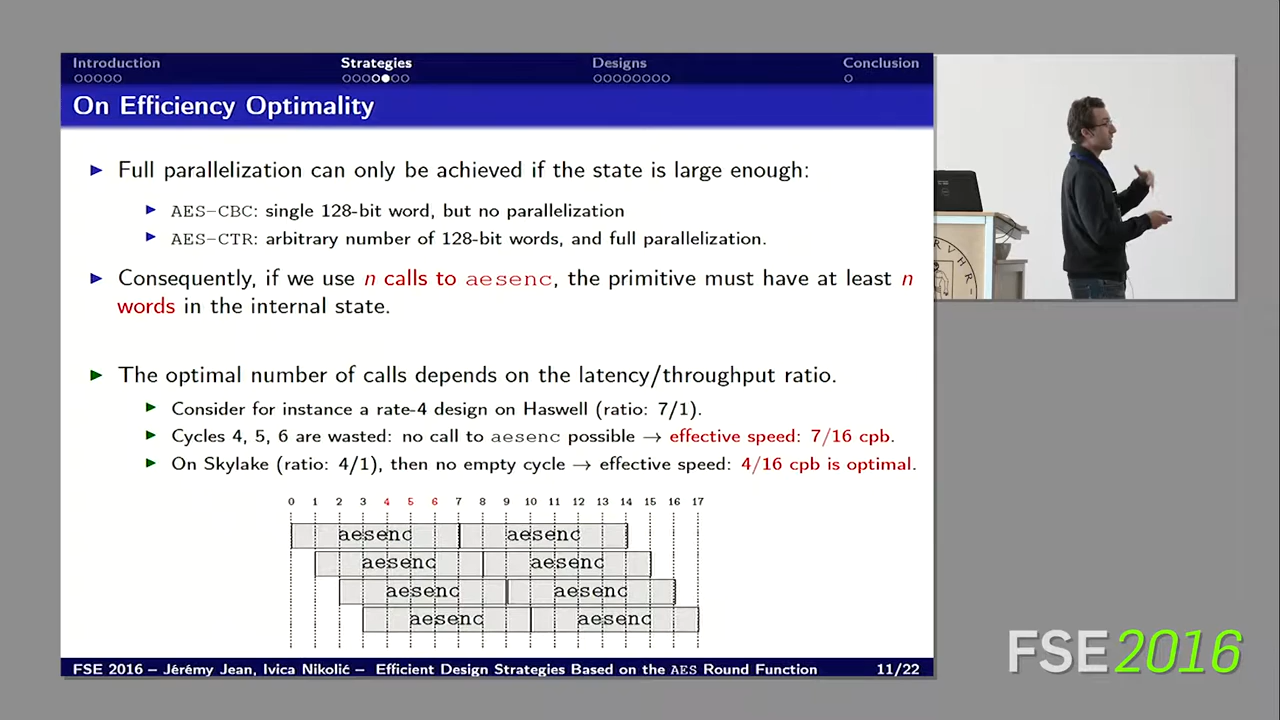 Introduction Strategies Designs Conclusion
On Efficiency Optimality
Full parallelization can only be achieved if the state is large enough:
AES-CBC: single 128-bit word, but no parallelization
AES-CTR: arbitrary number of 128-bit words, and full parallelization.
Consequently, if we use n calls to aesenc, the primitive must have at least n
words in the internal state.
The optimal number of calls depends on the latency/throughput ratio.
Consider for instance a rate-4 design on Haswell (ratio: 7/1).
Cycles 4, 5, 6 are wasted: no call to aesenc possible → effective speed: 7/16 cpb.
On Skylake (ratio: 4/1), then no empty cycle → effective speed: 4/16 cpb is optimal.
0 1 2 3 4 5 6 7 8 9 10 11 12 13 14 15 16 17
aesenc aesenc
aesenc aesenc
aesenc aesenc
aesenc aesenc
FSE 2016 – Jérémy Jean, Ivica Nikolić – Efficient Design Strategies Based on the AES Round Function 11/22
FSE 2016